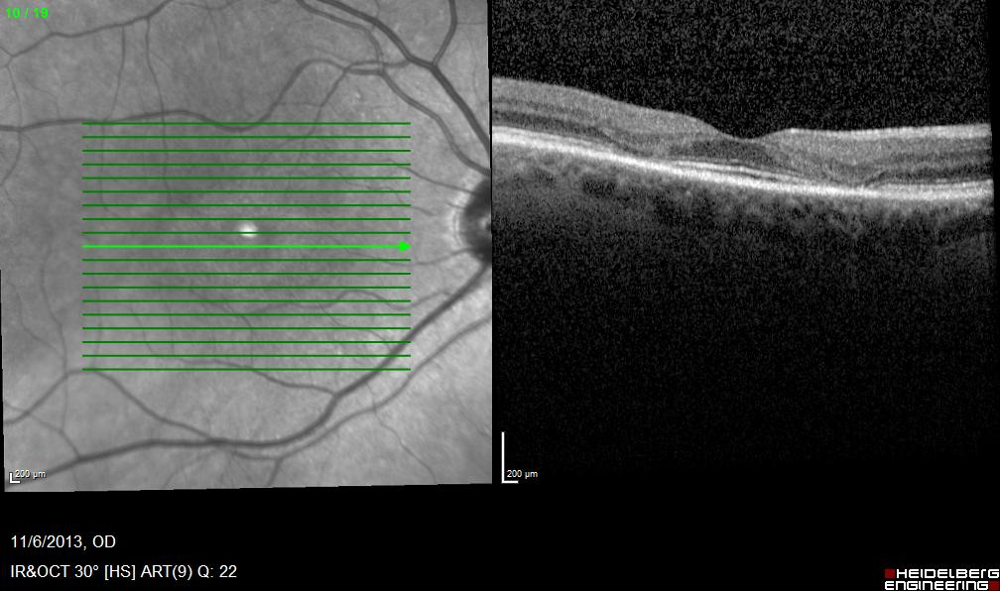 10 / 19
200 µm
200 µm
11/6/2013, OD
IR&OCT 30° [HS] ART(9) Q: 22
HEIDELBERG
ENGINEERING